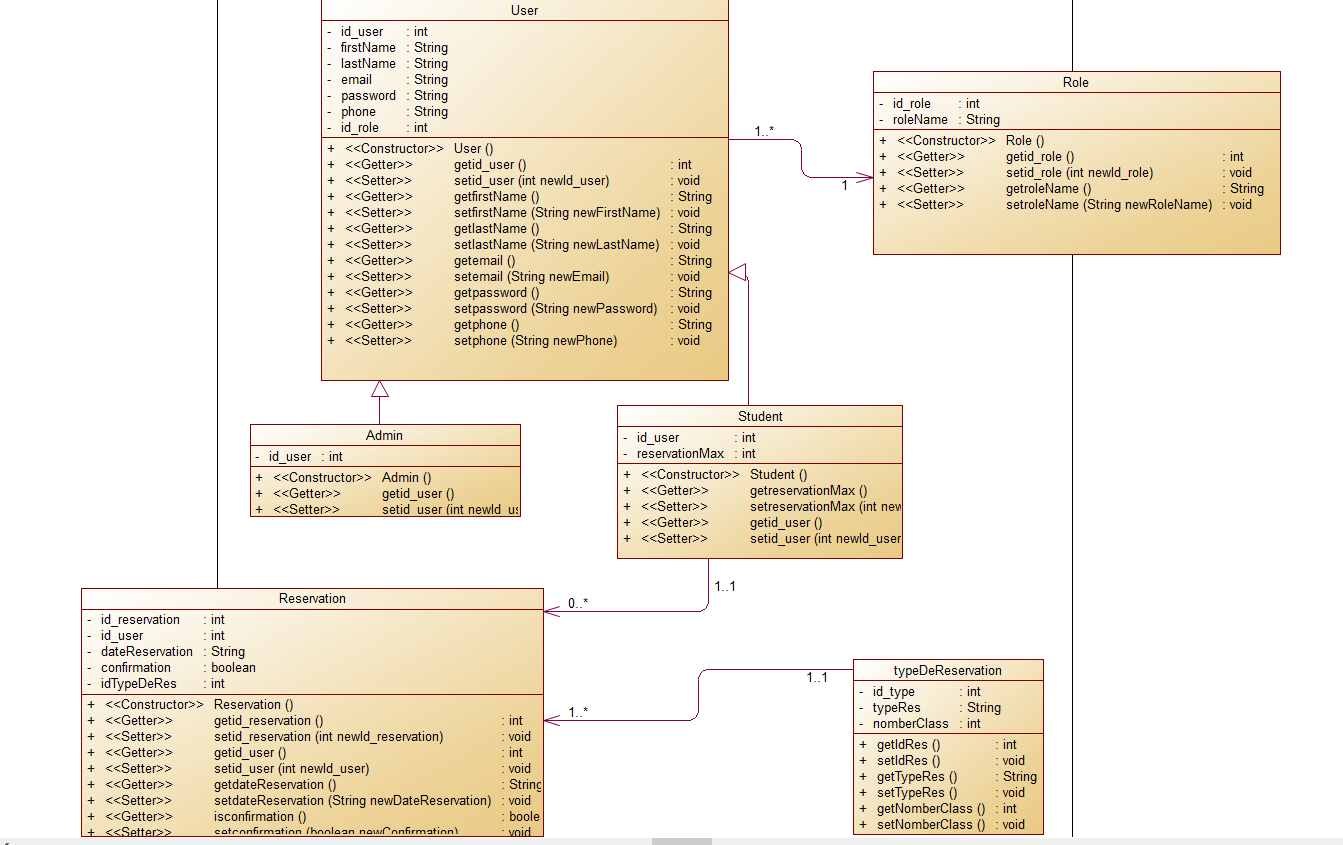 User
- id_user : int
- firstName : String
- lastName : String
- email : String
- password : String
- phone : String
- id_role : int
+ <<Constructor>> User ()
+ <<Getter>> getid_user () : int
+ <<Setter>> setid_user (int newId_user) : void
+ <<Getter>> getfirstName () : String
+ <<Setter>> setfirstName (String newFirstName) : void
+ <<Getter>> getlastName () : String
+ <<Setter>> setlastName (String newLastName) : void
+ <<Getter>> getemail () : String
+ <<Setter>> setemail (String newEmail) : void
+ <<Getter>> getpassword () : String
+ <<Setter>> setpassword (String newPassword) : void
+ <<Getter>> getphone () : String
+ <<Setter>> setphone (String newPhone) : void
1..*
1
Role
- id_role : int
- roleName : String
+ <<Constructor>> Role ()
+ <<Getter>> getid_role () : int
+ <<Setter>> setid_role (int newId_role) : void
+ <<Getter>> getroleName () : String
+ <<Setter>> setroleName (String newRoleName) : void
Admin
- id_user : int
+ <<Constructor>> Admin ()
+ <<Getter>> getid_user ()
+ <<Setter>> setid_user (int newId_us
Student
- id_user : int
- reservationMax : int
+ <<Constructor>> Student ()
+ <<Getter>> getreservationMax ()
+ <<Setter>> setreservationMax (int new
+ <<Getter>> getid_user ()
+ <<Setter>> setid_user (int newId_user
1..1
0..*
Reservation
- id_reservation : int
- id_user : int
- dateReservation : String
- confirmation : boolean
- idTypeDeRes : int
+ <<Constructor>> Reservation ()
+ <<Getter>> getid_reservation () : int
+ <<Setter>> setid_reservation (int newId_reservation) : void
+ <<Getter>> getid_user () : int
+ <<Setter>> setid_user (int newId_user) : void
+ <<Getter>> getdateReservation () : String
+ <<Setter>> setdateReservation (String newDateReservation) : void
+ <<Getter>> isconfirmation () : boole
+ <<Setter>> setconfirmation (boolean newConfirmation) : void
1..1
1..*
typeDeReservation
- id_type : int
- typeRes : String
- nomberClass : int
+ getIdRes () : int
+ setIdRes () : void
+ getTypeRes () : String
+ setTypeRes () : void
+ getNomberClass () : int
+ setNomberClass () : void